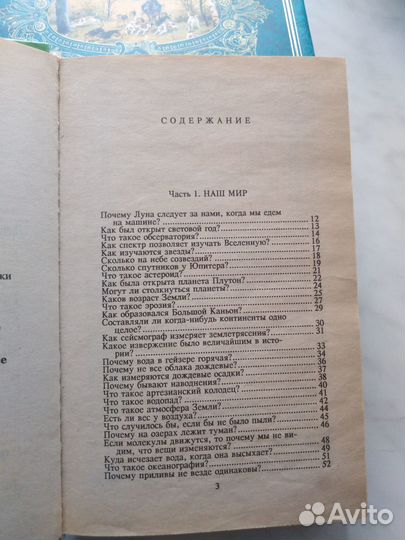 СОДЕРЖАНИЕ
Часть 1. НАШ МИР
Почему Луна следует за нами, когда мы едем
на машине? 12
Как был открыт световой год? 13
Что такое обсерватория? 14
Как спектр позволяет изучать Вселенную? 16
Как изучаются звезды? 17
Сколько на небе созвездий? 18
Сколько спутников у Юпитера? 19
Что такое астероид? 21
Как была открыта планета Плутон? 22
Могут ли столкнуться планеты? 24
Каков возраст Земли? 25
Что такое эрозия? 27
Как образовался Большой Каньон? 29
Составляли ли когда-нибудь континенты одно
целое? 30
Как сейсмограф измеряет землетрясения? 31
Какое извержение было величайшим в исто-
рии? 33
Почему вода в гейзере горячая? 34
Почему не все облака дождевые? 36
Как измеряются дождевые осадки? 37
Почему бывают наводнения? 38
Что такое артезианский колодец? 40
Что такое водопад? 41
Что такое атмосфера Земли? 42
Есть ли вес у воздуха? 44
Что случилось бы, если бы не было пыли? 45
Почему на озерах лежит туман? 46
Если молекулы движутся, то почему мы не ви-
дим, что вещи изменяются? 48
Куда исчезает вода, когда она высыхает? 49
Что такое океанография? 51
Почему приливы не везде одинаковы? 52
3
ки
е
Avito